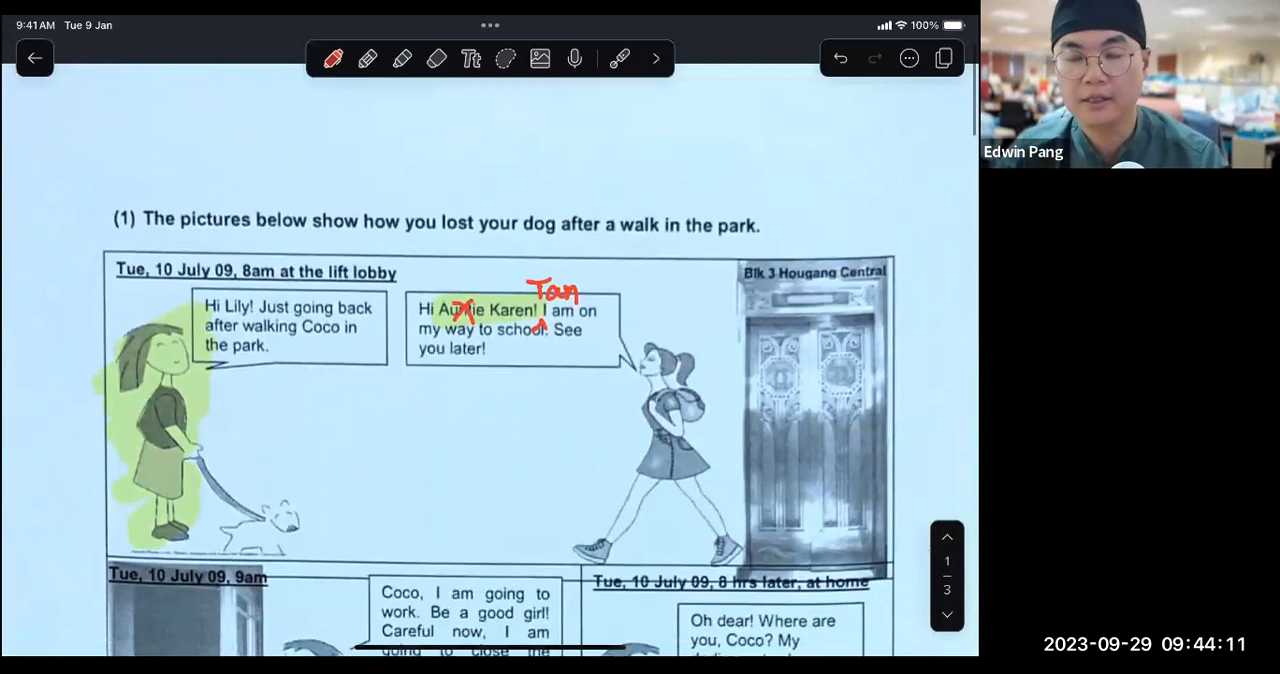 9:41 AM Tue 9 Jan
100%
Tt
Edwin Pang
(1) The pictures below show how you lost your dog after a walk in the park.
Tue, 10 July 09, 8am at the lift lobby
Blk 3 Hougang Central
Hi Lily! Just going back
after walking Coco in
the park.
Tan
Hi Auntie Karen! I am on
my way to school. See
you later!
Tue, 10 July 09, 9am
Coco, I am going to
work. Be a good girl!
Careful now, I am
going to close the
Tue, 10 July 09, 8 hrs later, at home
Oh dear! Where are
you, Coco? My
1
3
2023-09-29 09:44:11